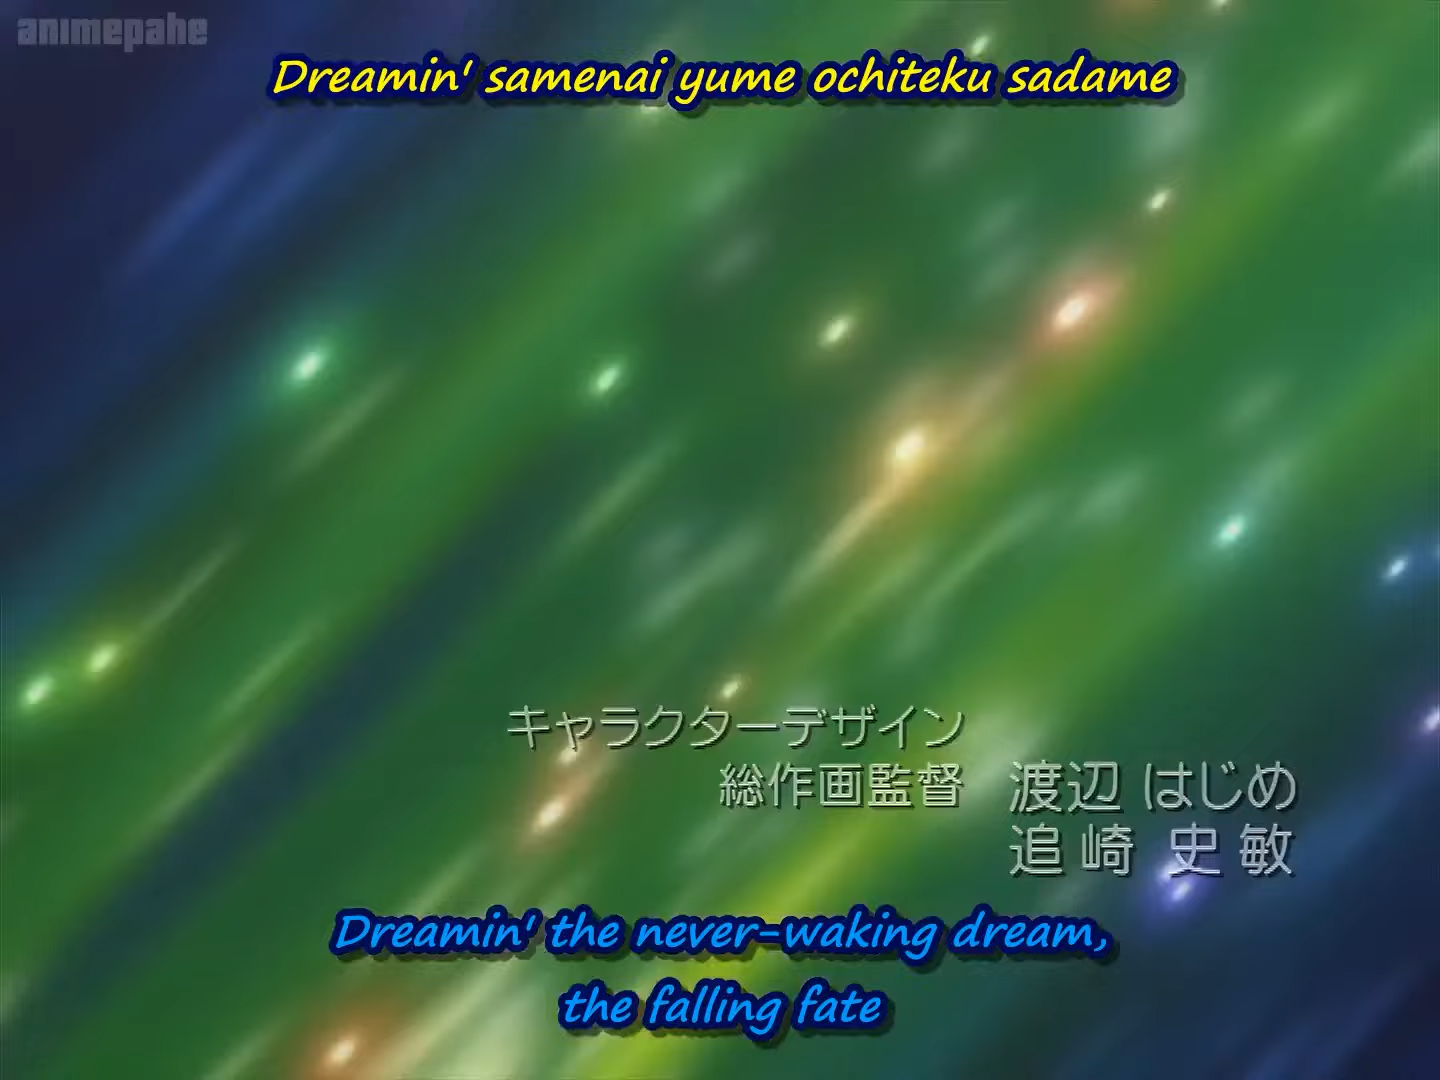 animepahe
Dreamin' samenai yume ochiteku sadame
キャラクターデザイン
総作画監督 渡辺 はじめ
追崎 史敏
Dreamin' the never-waking dream,
the falling fate